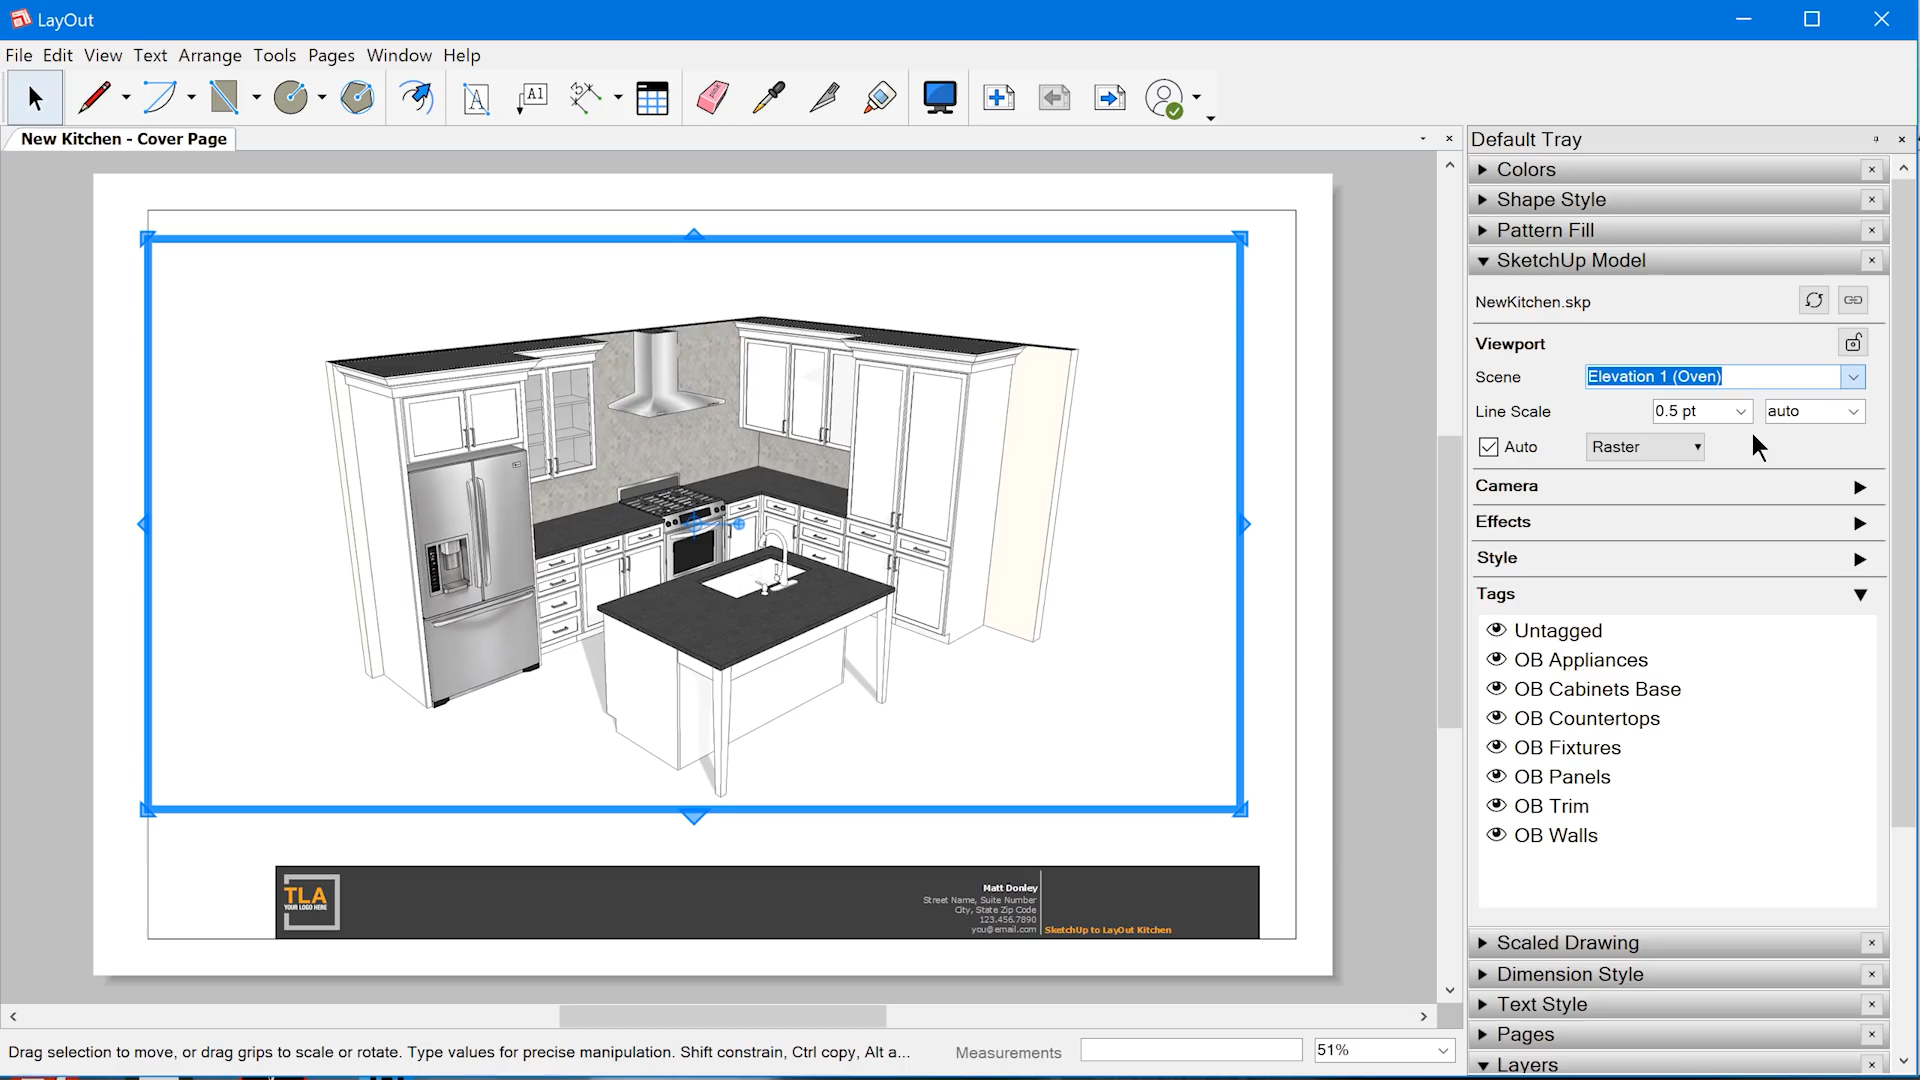 LayOut
File Edit View Text Arrange Tools Pages Window Help
A A1
New Kitchen - Cover Page
Default Tray
Colors
Shape Style
Pattern Fill
SketchUp Model
NewKitchen.skp
Viewport
Scene Elevation 1 (Oven)
Line Scale 0.5 pt auto
Auto Raster
Camera
Effects
Style
Tags
Untagged
OB Appliances
OB Cabinets Base
OB Countertops
OB Fixtures
OB Panels
OB Trim
OB Walls
Scaled Drawing
Dimension Style
Text Style
Pages
Layers
TLA
YOUR LOGO HERE
Matt Donley
Street Name, Suite Number
City, State Zip Code
123.456.7890
you@email.com
SketchUp to LayOut Kitchen
Drag selection to move, or drag grips to scale or rotate. Type values for precise manipulation. Shift constrain, Ctrl copy, Alt a...
Measurements 51%